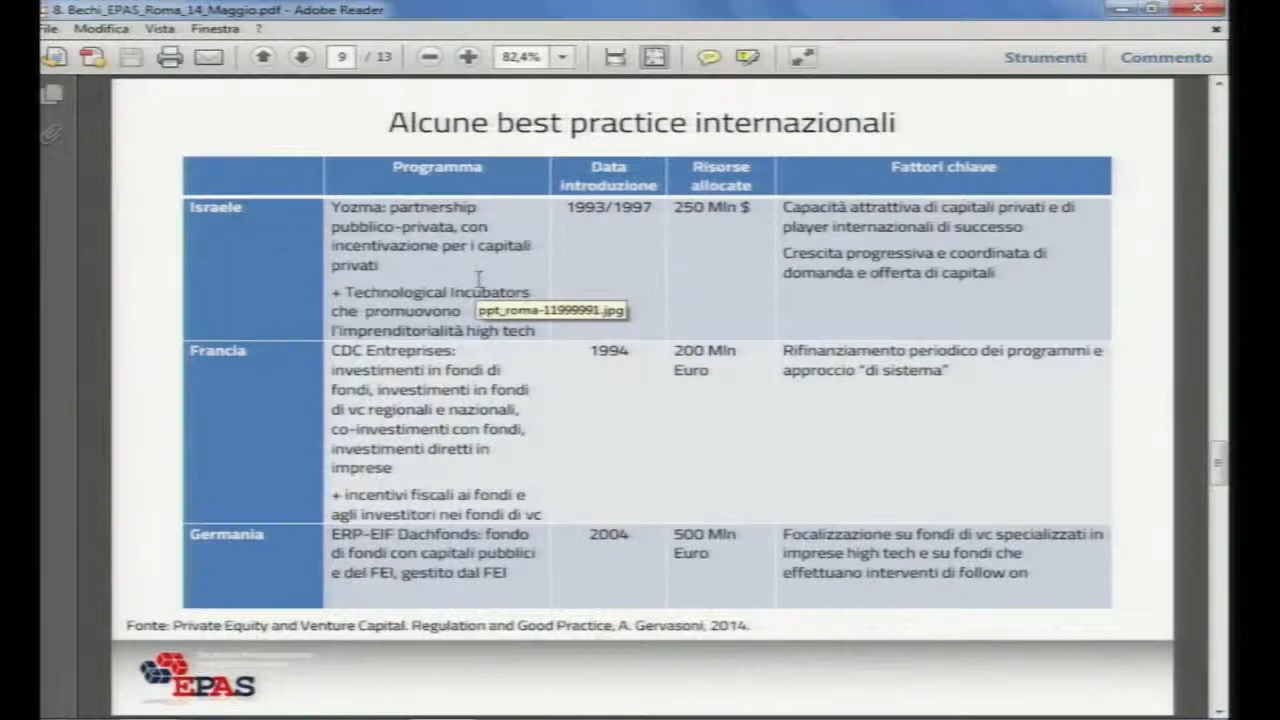 8. Bechi_EPAS_Roma_14_Maggio.pdf - Adobe Reader
File Modifica Vista Finestra ?
9 / 13 82,4% Strumenti Commento
Alcune best practice internazionali
Programma
Data introduzione
Risorse allocate
Fattori chiave
Israele
Yozma: partnership
pubblico-privata, con
incentivazione per i capitali
privati
+ Technological Incubators
che promuovono
l'imprenditorialità high tech
ppt_roma-11999991.jpg
1993/1997
250 Mln $
Capacità attrattiva di capitali privati e di
player internazionali di successo
Crescita progressiva e coordinata di
domanda e offerta di capitali
Francia
CDC Entreprises:
investimenti in fondi di
fondi, investimenti in fondi
di vc regionali e nazionali,
co-investimenti con fondi,
investimenti diretti in
imprese
+ incentivi fiscali ai fondi e
agli investitori nei fondi di vc
1994
200 Mln
Euro
Rifinanziamento periodico dei programmi e
approccio "di sistema"
Germania
ERP-EIF Dachfonds: fondo
di fondi con capitali pubblici
e del FEI, gestito dal FEI
2004
500 Mln
Euro
Focalizzazione su fondi di vc specializzati in
imprese high tech e su fondi che
effettuano interventi di follow on
Fonte: Private Equity and Venture Capital. Regulation and Good Practice, A. Gervasoni, 2014.
EPAS